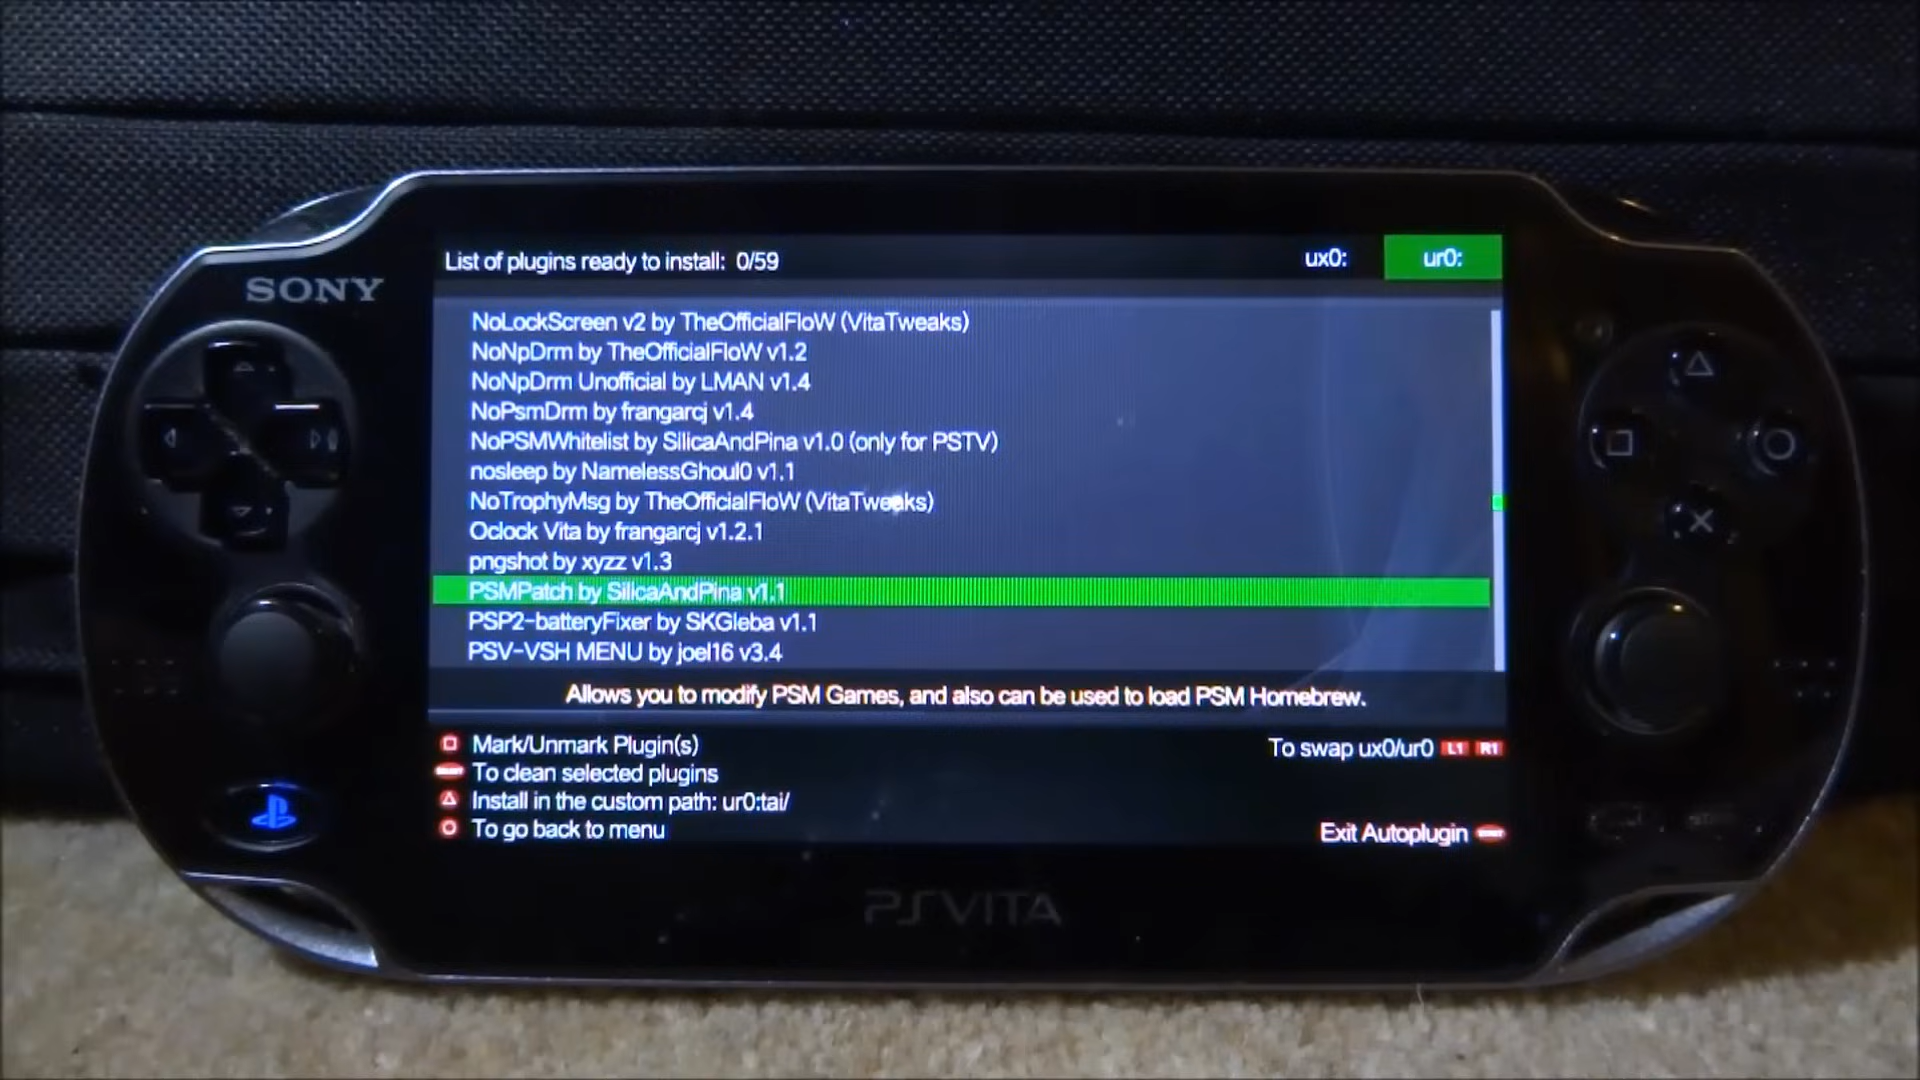 SONY
List of plugins ready to install: 0/59
ux0:
ur0:
NoLockScreen v2 by TheOfficialFloW (VitaTweaks)
NoNpDrm by TheOfficialFloW v1.2
NoNpDrm Unofficial by LMAN v1.4
NoPsmDrm by frangarcj v1.4
NoPSMWhitelist by SilicaAndPina v1.0 (only for PSTV)
nosleep by NamelessGhoul0 v1.1
NoTrophyMsg by TheOfficialFloW (VitaTweaks)
Oclock Vita by frangarcj v1.2.1
pngshot by xyzz v1.3
PSMPatch by SilicaAndPina v1.1
PSP2-batteryFixer by SKGleba v1.1
PSV-VSH MENU by joel16 v3.4
Allows you to modify PSM Games, and also can be used to load PSM Homebrew.
Mark/Unmark Plugin(s)
To swap ux0/ur0 L1 R1
To clean selected plugins
Install in the custom path: ur0:tai/
To go back to menu
Exit Autoplugin
PSVITA